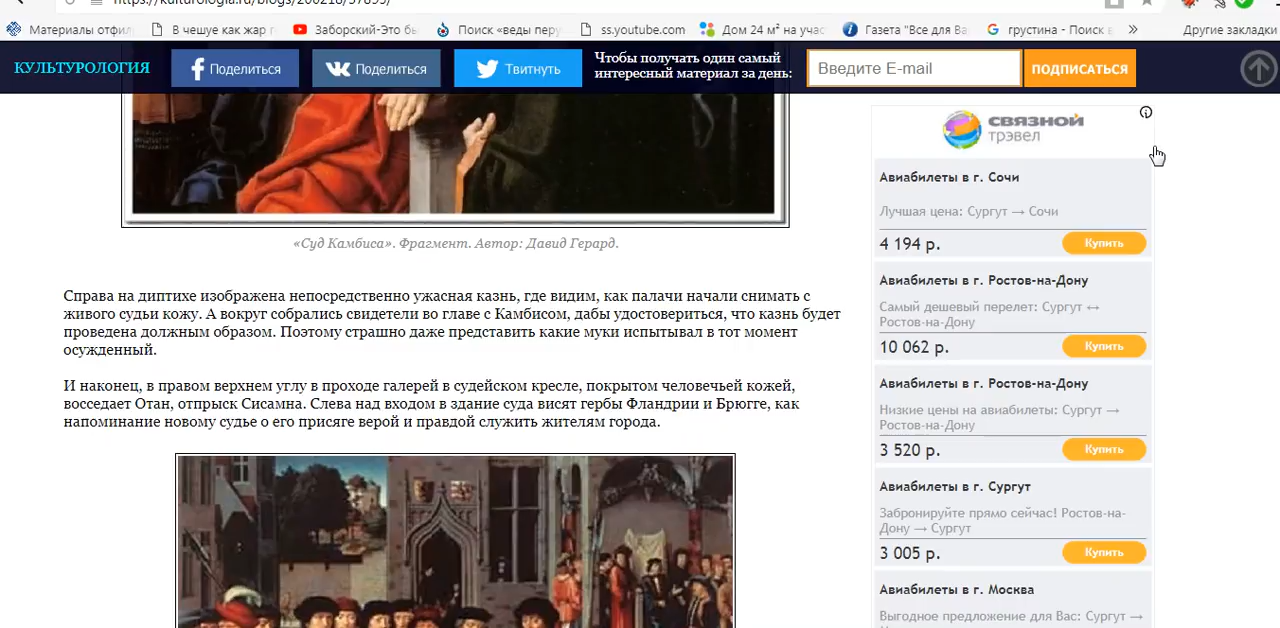 https://kulturologia.ru/blogs/200218/37895/
Материалы отфил
В чешуе как жар г
Заборский-Это бы
Поиск «веды перу
ss.youtube.com
Дом 24 м² на учас
Газета "Все для Ва
грустина - Поиск в
Другие закладки
КУЛЬТУРОЛОГИЯ
Поделиться
Поделиться
Твитнуть
Чтобы получать один самый
интересный материал за день:
Введите E-mail
ПОДПИСАТЬСЯ
«Суд Камбиса». Фрагмент. Автор: Давид Герард.
Справа на диптихе изображена непосредственно ужасная казнь, где видим, как палачи начали снимать с
живого судьи кожу. А вокруг собрались свидетели во главе с Камбисом, дабы удостовериться, что казнь будет
проведена должным образом. Поэтому страшно даже представить какие муки испытывал в тот момент
осужденный.
И наконец, в правом верхнем углу в проходе галерей в судейском кресле, покрытом человечьей кожей,
восседает Отан, отпрыск Сисамна. Слева над входом в здание суда висят гербы Фландрии и Брюгге, как
напоминание новому судье о его присяге верой и правдой служить жителям города.
связной
трэвел
Авиабилеты в г. Сочи
Лучшая цена: Сургут → Сочи
4 194 р.
Купить
Авиабилеты в г. Ростов-на-Дону
Самый дешевый перелет: Сургут ↔
Ростов-на-Дону
10 062 р.
Купить
Авиабилеты в г. Ростов-на-Дону
Низкие цены на авиабилеты: Сургут →
Ростов-на-Дону
3 520 р.
Купить
Авиабилеты в г. Сургут
Забронируйте прямо сейчас! Ростов-на-
Дону → Сургут
3 005 р.
Купить
Авиабилеты в г. Москва
Выгодное предложение для Вас: Сургут →